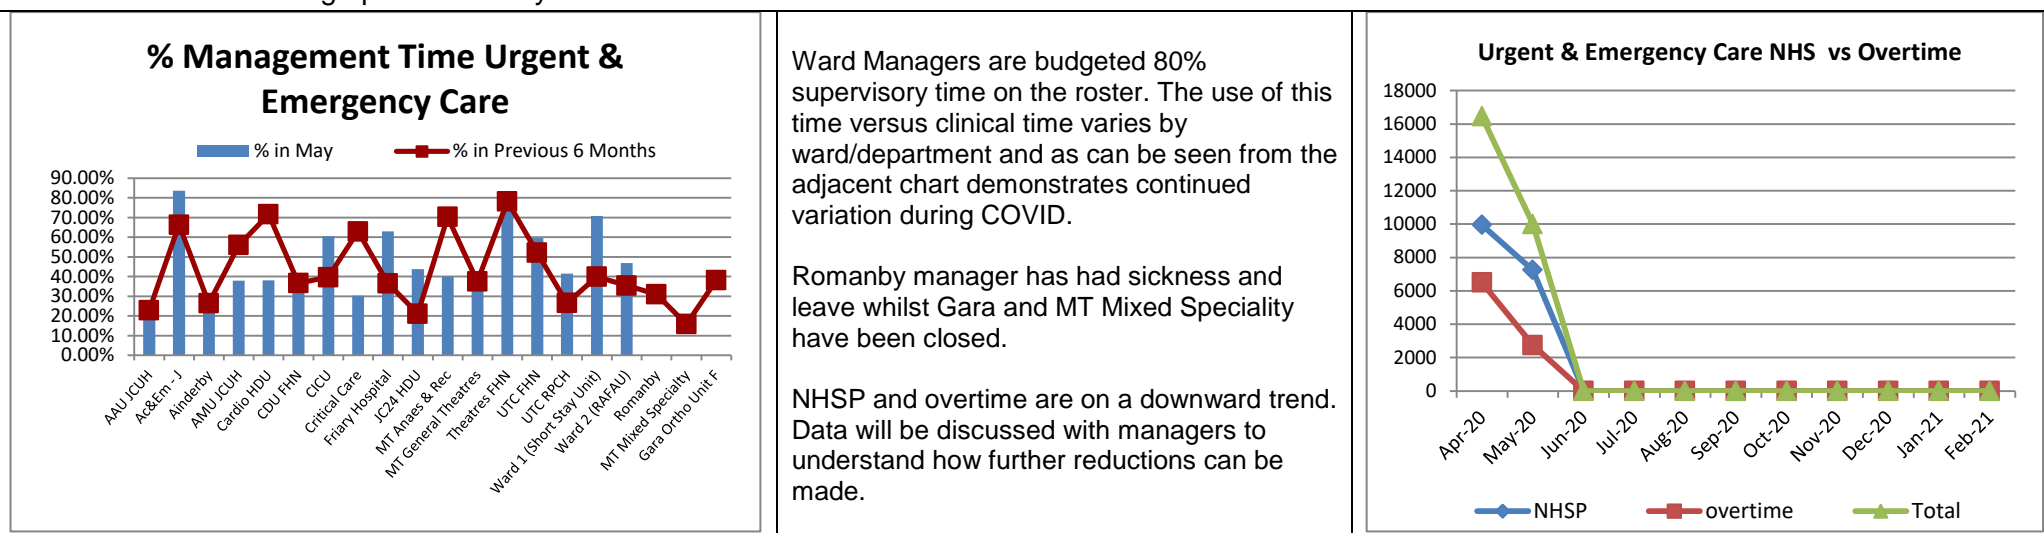 % Management Time Urgent &
Emergency Care
% in May
% in Previous 6 Months
90.00%
80.00%
70.00%
60.00%
50.00%
40.00%
30.00%
20.00%
10.00%
0.00%
AAU JCUH
Ac&Em - J
Ainderby
AMU JCUH
Cardio HDU
CDU FHN
CICU
Critical Care
Friary Hospital
JC24 HDU
MT Anaes & Rec
MT General Theatres
Theatres FHN
UTC FHN
UTC RPCH
Ward 1 (Short Stay Unit)
Ward 2 (RAFAU)
Romanby
MT Mixed Specialty
Gara Ortho Unit F
Ward Managers are budgeted 80%
supervisory time on the roster. The use of this
time versus clinical time varies by
ward/department and as can be seen from the
adjacent chart demonstrates continued
variation during COVID.
Romanby manager has had sickness and
leave whilst Gara and MT Mixed Speciality
have been closed.
NHSP and overtime are on a downward trend.
Data will be discussed with managers to
understand how further reductions can be
made.
Urgent & Emergency Care NHS  vs Overtime
18000
16000
14000
12000
10000
8000
6000
4000
2000
0
Apr-20
May-20
Jun-20
Jul-20
Aug-20
Sep-20
Oct-20
Nov-20
Dec-20
Jan-21
Feb-21
NHSP
overtime
Total